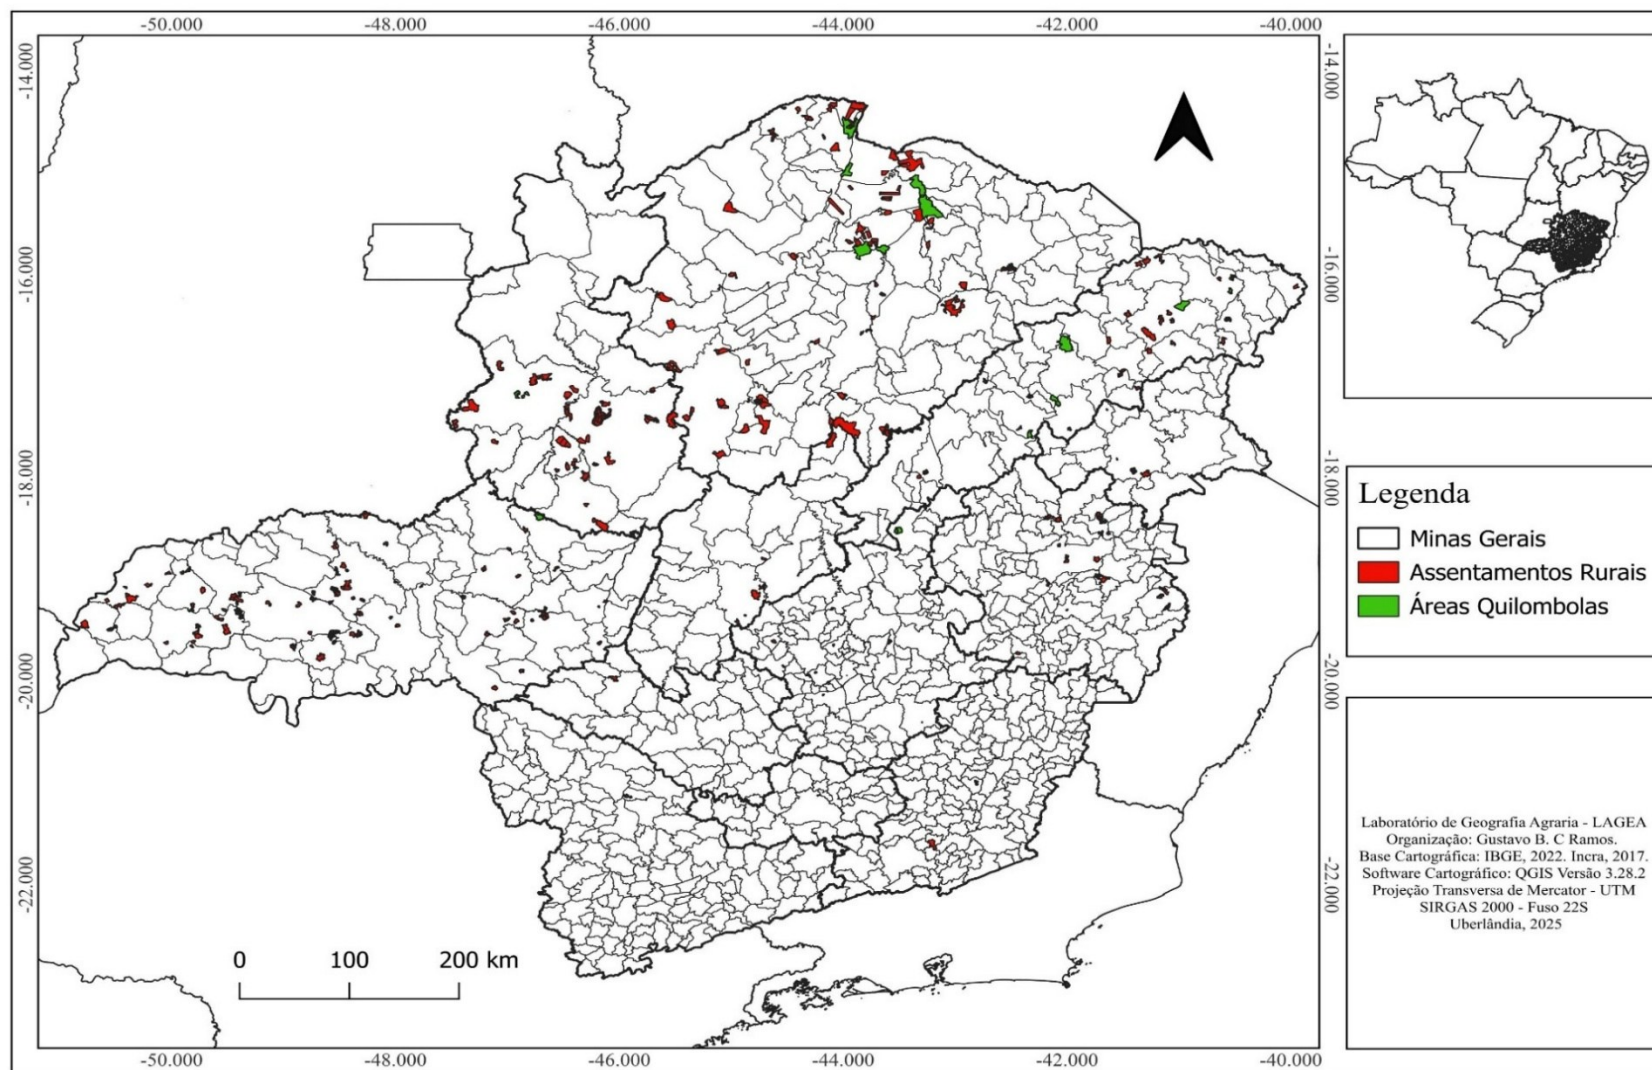 -50.000
-48.000
-46.000
-44.000
-42.000
-40.000
-14.000
-16.000
-18.000
-20.000
-22.000
-14.000
-16.000
-18.000
-20.000
-22.000
0
100
200 km
-50.000
-48.000
-46.000
-44.000
-42.000
-40.000
Legenda
Minas Gerais
Assentamentos Rurais
Áreas Quilombolas
Laboratório de Geografia Agraria - LAGEA
Organização: Gustavo B. C Ramos.
Base Cartográfica: IBGE, 2022. Incra, 2017.
Software Cartográfico: QGIS Versão 3.28.2
Projeção Transversa de Mercator - UTM
SIRGAS 2000 - Fuso 22S
Uberlândia, 2025